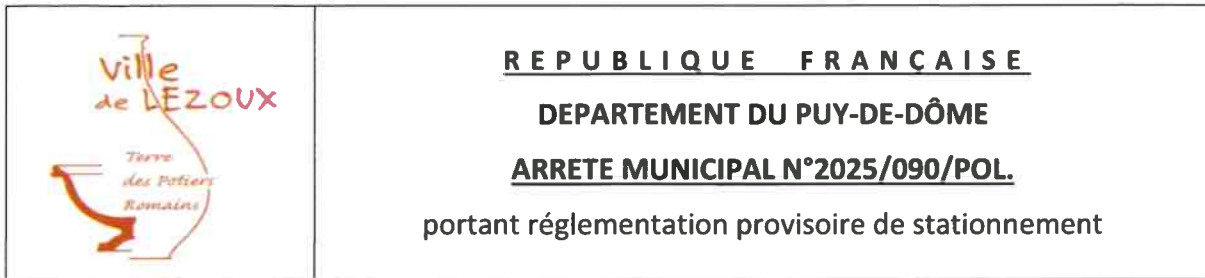 Ville
de LEZOUX
Terre
des Potiers
Romains
REPUBLIQUE FRANÇAISE
DEPARTEMENT DU PUY-DE-DÔME
ARRETE MUNICIPAL N°2025/090/POL.
portant réglementation provisoire de stationnement